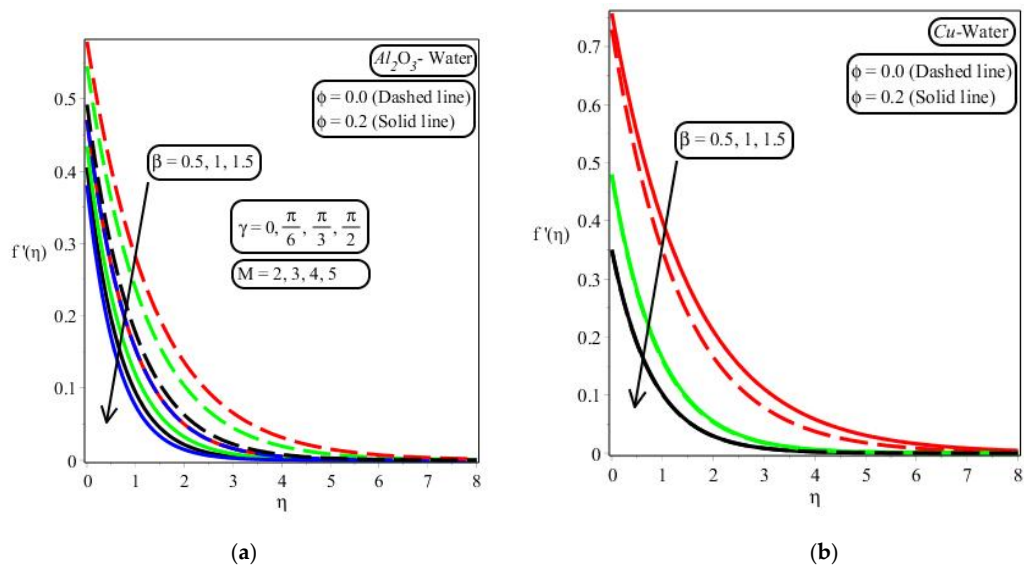 Al₂O₃- Water
ϕ = 0.0 (Dashed line)
ϕ = 0.2 (Solid line)
β = 0.5, 1, 1.5
γ = 0, π/6, π/3, π/2
M = 2, 3, 4, 5
f '(η)
0.5
0.4
0.3
0.2
0.1
0
0 1 2 3 4 5 6 7 8
η
(a)
Cu-Water
ϕ = 0.0 (Dashed line)
ϕ = 0.2 (Solid line)
β = 0.5, 1, 1.5
f '(η)
0.7
0.6
0.5
0.4
0.3
0.2
0.1
0
0 1 2 3 4 5 6 7 8
η
(b)